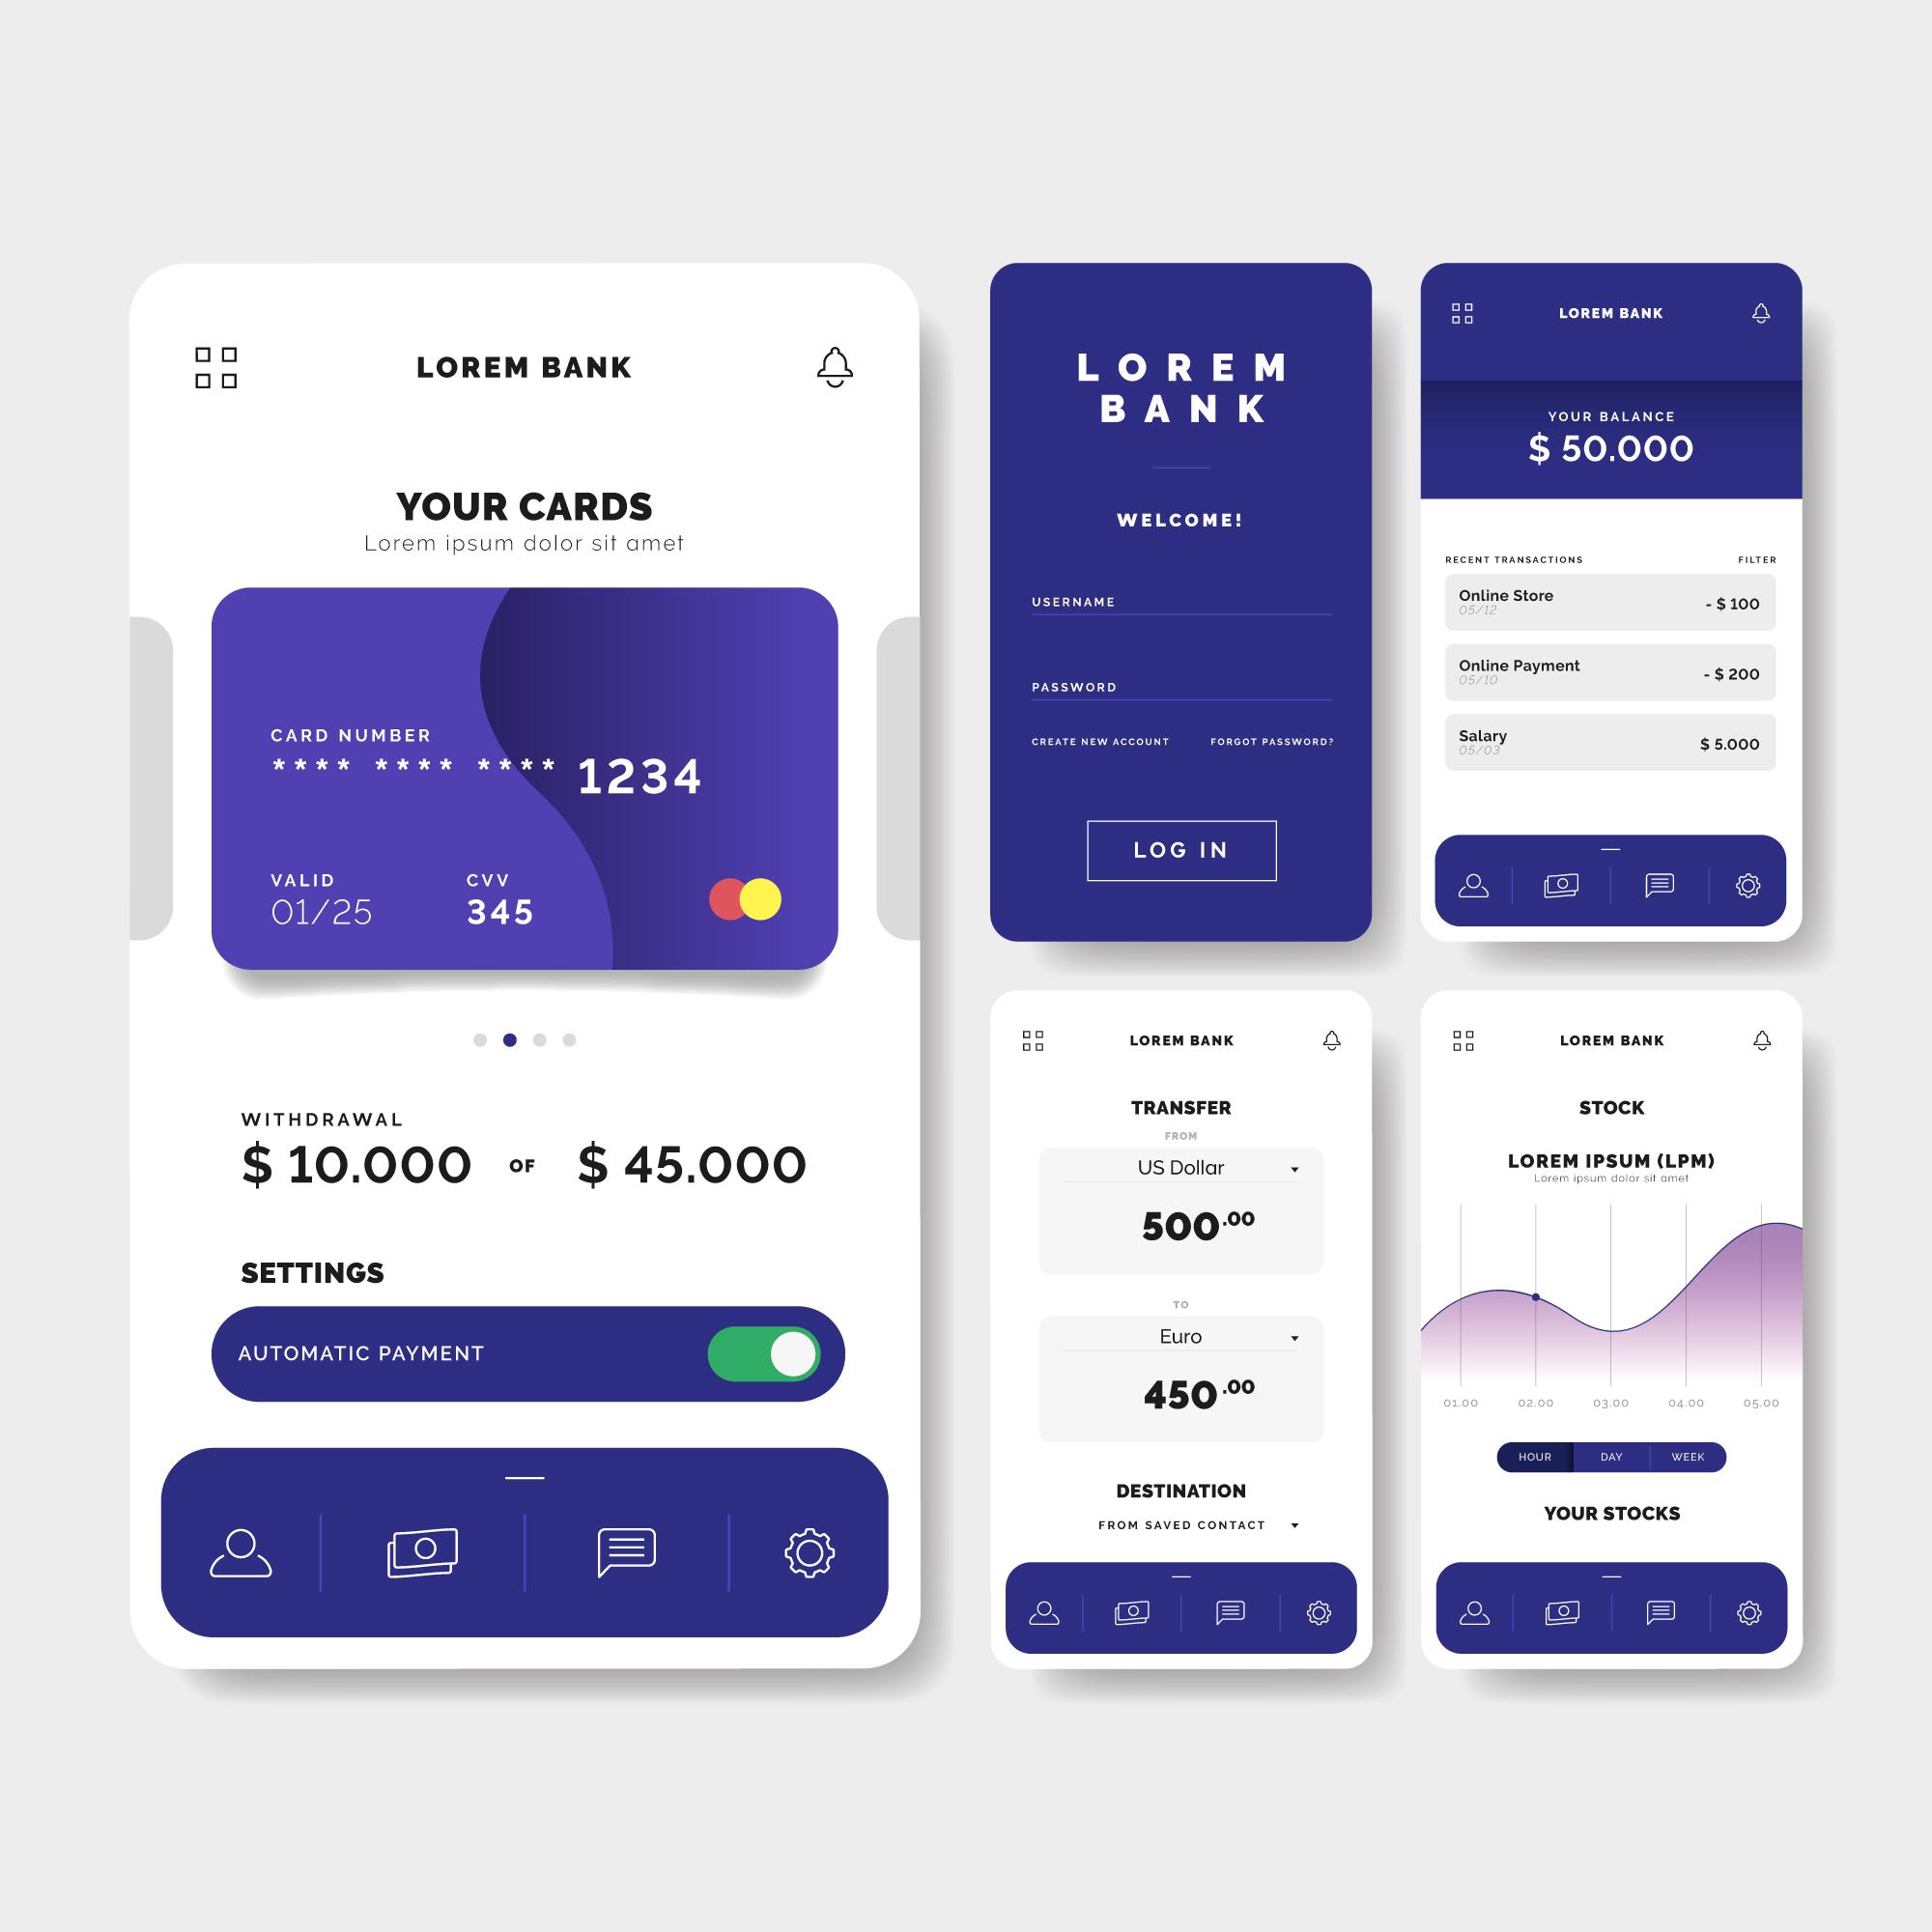 LOREM BANK
YOUR CARDS
Lorem ipsum dolor sit amet
CARD NUMBER
**** **** **** 1234
VALID
01/25
CVV
345
WITHDRAWAL
$ 10.000 OF $ 45.000
SETTINGS
AUTOMATIC PAYMENT
LOREM
BANK
WELCOME!
USERNAME
PASSWORD
CREATE NEW ACCOUNT
FORGOT PASSWORD?
LOG IN
LOREM BANK
YOUR BALANCE
$ 50.000
RECENT TRANSACTIONS
FILTER
Online Store
05/12
- $ 100
Online Payment
05/10
- $ 200
Salary
05/03
$ 5.000
LOREM BANK
TRANSFER
FROM
US Dollar
500.00
TO
Euro
450.00
DESTINATION
FROM SAVED CONTACT
LOREM BANK
STOCK
LOREM IPSUM (LPM)
Lorem ipsum dolor sit amet
01.00 02.00 03.00 04.00 05.00
HOUR DAY WEEK
YOUR STOCKS